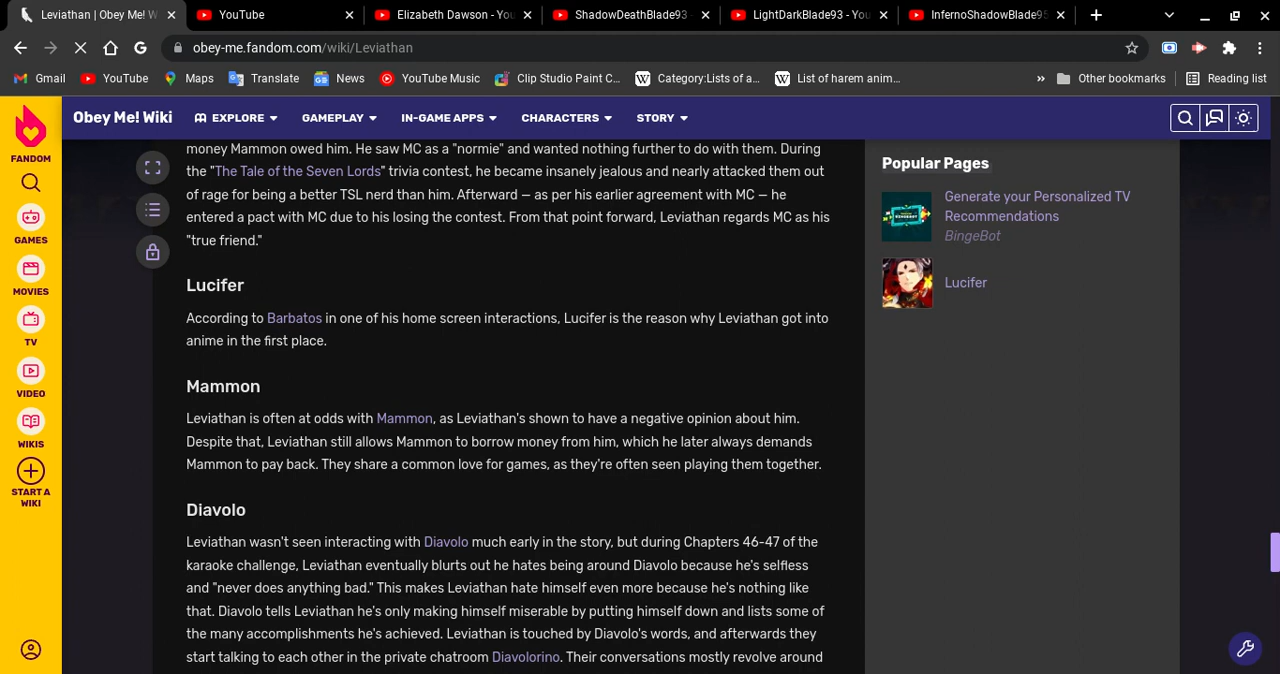 Leviathan | Obey Me! W
YouTube
Elizabeth Dawson - You
ShadowDeathBlade93 -
LightDarkBlade93 - You
InfernoShadowBlade95
obey-me.fandom.com/wiki/Leviathan
Gmail
YouTube
Maps
Translate
News
YouTube Music
Clip Studio Paint C...
Category:Lists of a...
List of harem anim...
»
Other bookmarks
Reading list
FANDOM
GAMES
MOVIES
TV
VIDEO
WIKIS
START A
WIKI
Obey Me! Wiki
EXPLORE
GAMEPLAY
IN-GAME APPS
CHARACTERS
STORY
money Mammon owed him. He saw MC as a "normie" and wanted nothing further to do with them. During
the "The Tale of the Seven Lords" trivia contest, he became insanely jealous and nearly attacked them out
of rage for being a better TSL nerd than him. Afterward — as per his earlier agreement with MC — he
entered a pact with MC due to his losing the contest. From that point forward, Leviathan regards MC as his
"true friend."
Lucifer
According to Barbatos in one of his home screen interactions, Lucifer is the reason why Leviathan got into
anime in the first place.
Mammon
Leviathan is often at odds with Mammon, as Leviathan's shown to have a negative opinion about him.
Despite that, Leviathan still allows Mammon to borrow money from him, which he later always demands
Mammon to pay back. They share a common love for games, as they're often seen playing them together.
Diavolo
Leviathan wasn't seen interacting with Diavolo much early in the story, but during Chapters 46-47 of the
karaoke challenge, Leviathan eventually blurts out he hates being around Diavolo because he's selfless
and "never does anything bad." This makes Leviathan hate himself even more because he's nothing like
that. Diavolo tells Leviathan he's only making himself miserable by putting himself down and lists some of
the many accomplishments he's achieved. Leviathan is touched by Diavolo's words, and afterwards they
start talking to each other in the private chatroom Diavolorino. Their conversations mostly revolve around
Popular Pages
Generate your Personalized TV
Recommendations
BingeBot
Lucifer